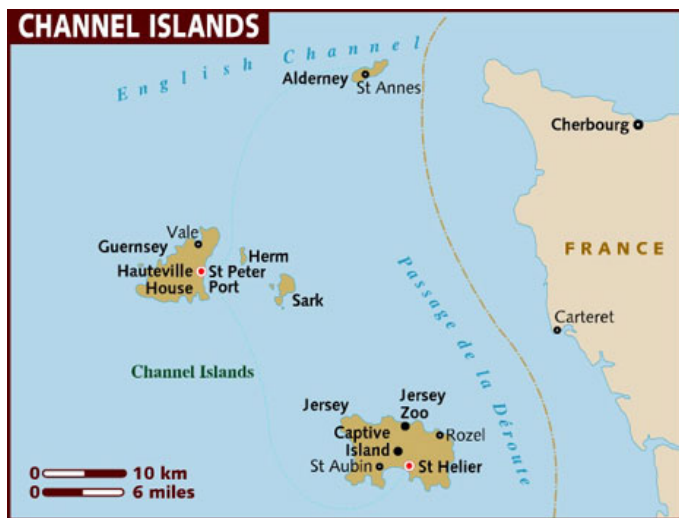 CHANNEL ISLANDS
English Channel
Alderney
St Annes
Cherbourg
FRANCE
Vale
Guernsey
Herm
Hauteville
House
St Peter
Port
Sark
Passage de la Déroute
Carteret
Channel Islands
Jersey
Jersey
Zoo
Captive
Island
Rozel
St Aubin
St Helier
0 10 km
0 6 miles